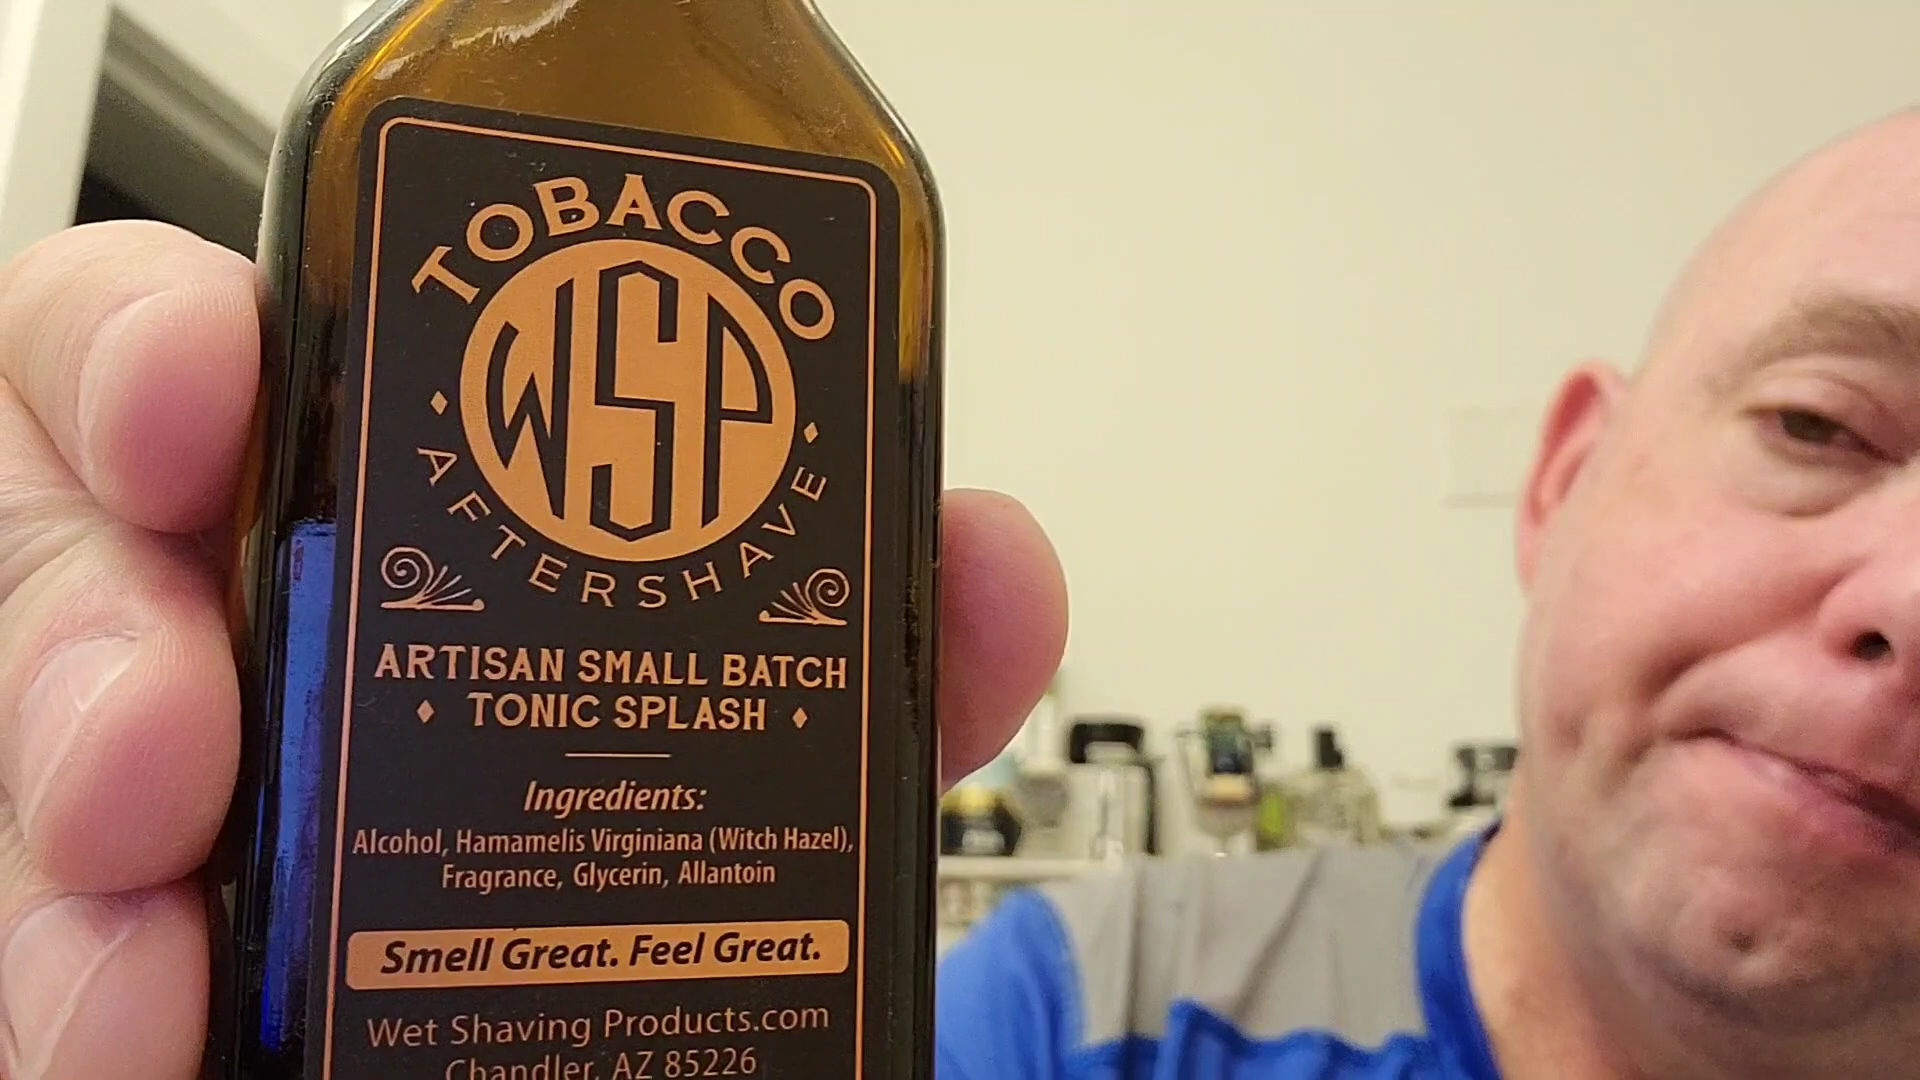 TOBACCO
WSP
AFTERSHAVE
ARTISAN SMALL BATCH
TONIC SPLASH
Ingredients:
Alcohol, Hamamelis Virginiana (Witch Hazel),
Fragrance, Glycerin, Allantoin
Smell Great. Feel Great.
Wet Shaving Products.com
Chandler, AZ 85226